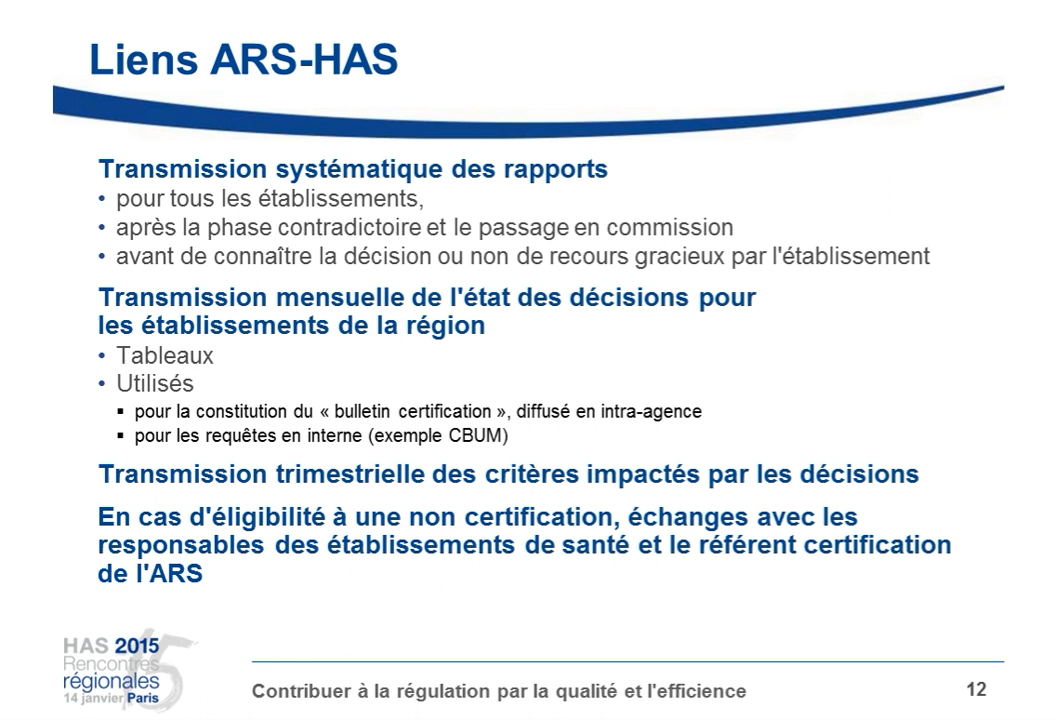 Liens ARS-HAS
Transmission systématique des rapports
• pour tous les établissements,
• après la phase contradictoire et le passage en commission
• avant de connaître la décision ou non de recours gracieux par l'établissement
Transmission mensuelle de l'état des décisions pour
les établissements de la région
• Tableaux
• Utilisés
▪ pour la constitution du « bulletin certification », diffusé en intra-agence
▪ pour les requêtes en interne (exemple CBUM)
Transmission trimestrielle des critères impactés par les décisions
En cas d'éligibilité à une non certification, échanges avec les
responsables des établissements de santé et le référent certification
de l'ARS
HAS 2015
Rencontres
régionales
14 janvier Paris
15
Contribuer à la régulation par la qualité et l'efficience
12